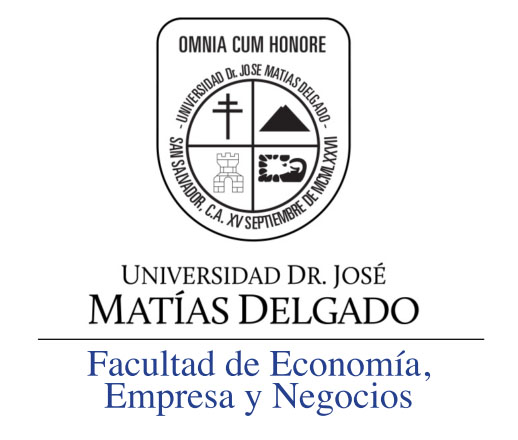 OMNIA CUM HONORE
- UNIVERSIDAD Dr. JOSE MATIAS DELGADO -
SAN SALVADOR, C.A. XV SEPTIEMBRE DE MCMLXXVII
UNIVERSIDAD DR. JOSÉ
MATÍAS DELGADO
Facultad de Economía,
Empresa y Negocios